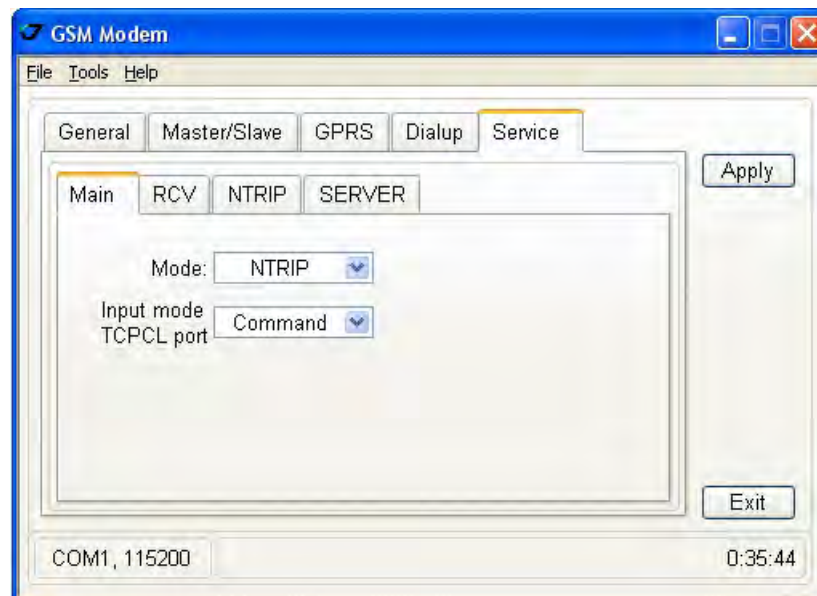 GSM Modem
File Tools Help
General Master/Slave GPRS Dialup Service
Apply
Main RCV NTRIP SERVER
Mode: NTRIP
Input mode
TCPCL port Command
Exit
COM1, 115200 0:35:44